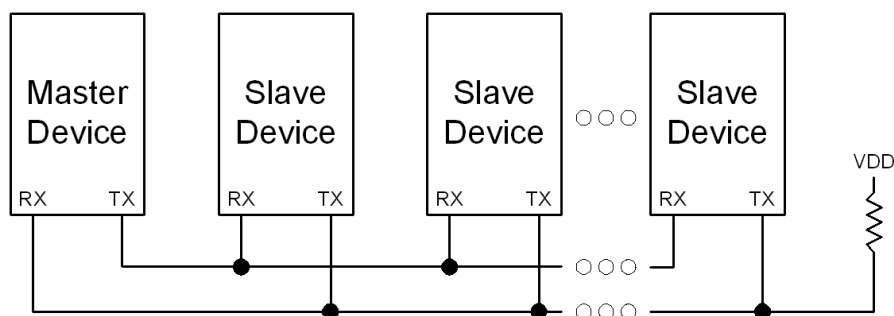 Master
Device
RX TX
Slave
Device
RX TX
Slave
Device
RX TX
Slave
Device
RX TX
VDD